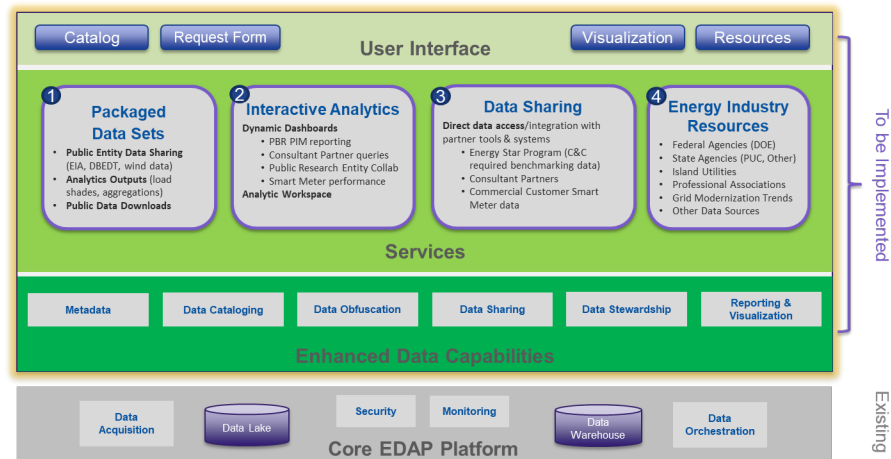 Catalog
Request Form
User Interface
Visualization
Resources
1
Packaged
Data Sets
• Public Entity Data Sharing
(EIA, DBEDT, wind data)
• Analytics Outputs (load
shades, aggregations)
• Public Data Downloads
2
Interactive Analytics
Dynamic Dashboards
• PBR PIM reporting
• Consultant Partner queries
• Public Research Entity Collab
• Smart Meter performance
Analytic Workspace
3
Data Sharing
Direct data access/integration with
partner tools & systems
• Energy Star Program (C&C
required benchmarking data)
• Consultant Partners
• Commercial Customer Smart
Meter data
4
Energy Industry
Resources
• Federal Agencies (DOE)
• State Agencies (PUC, Other)
• Island Utilities
• Professional Associations
• Grid Modernization Trends
• Other Data Sources
Services
Metadata
Data Cataloging
Data Obfuscation
Data Sharing
Data Stewardship
Reporting &
Visualization
Enhanced Data Capabilities
To be Implemented
Data
Acquisition
Data Lake
Security
Monitoring
Data
Warehouse
Data
Orchestration
Core EDAP Platform
Existing